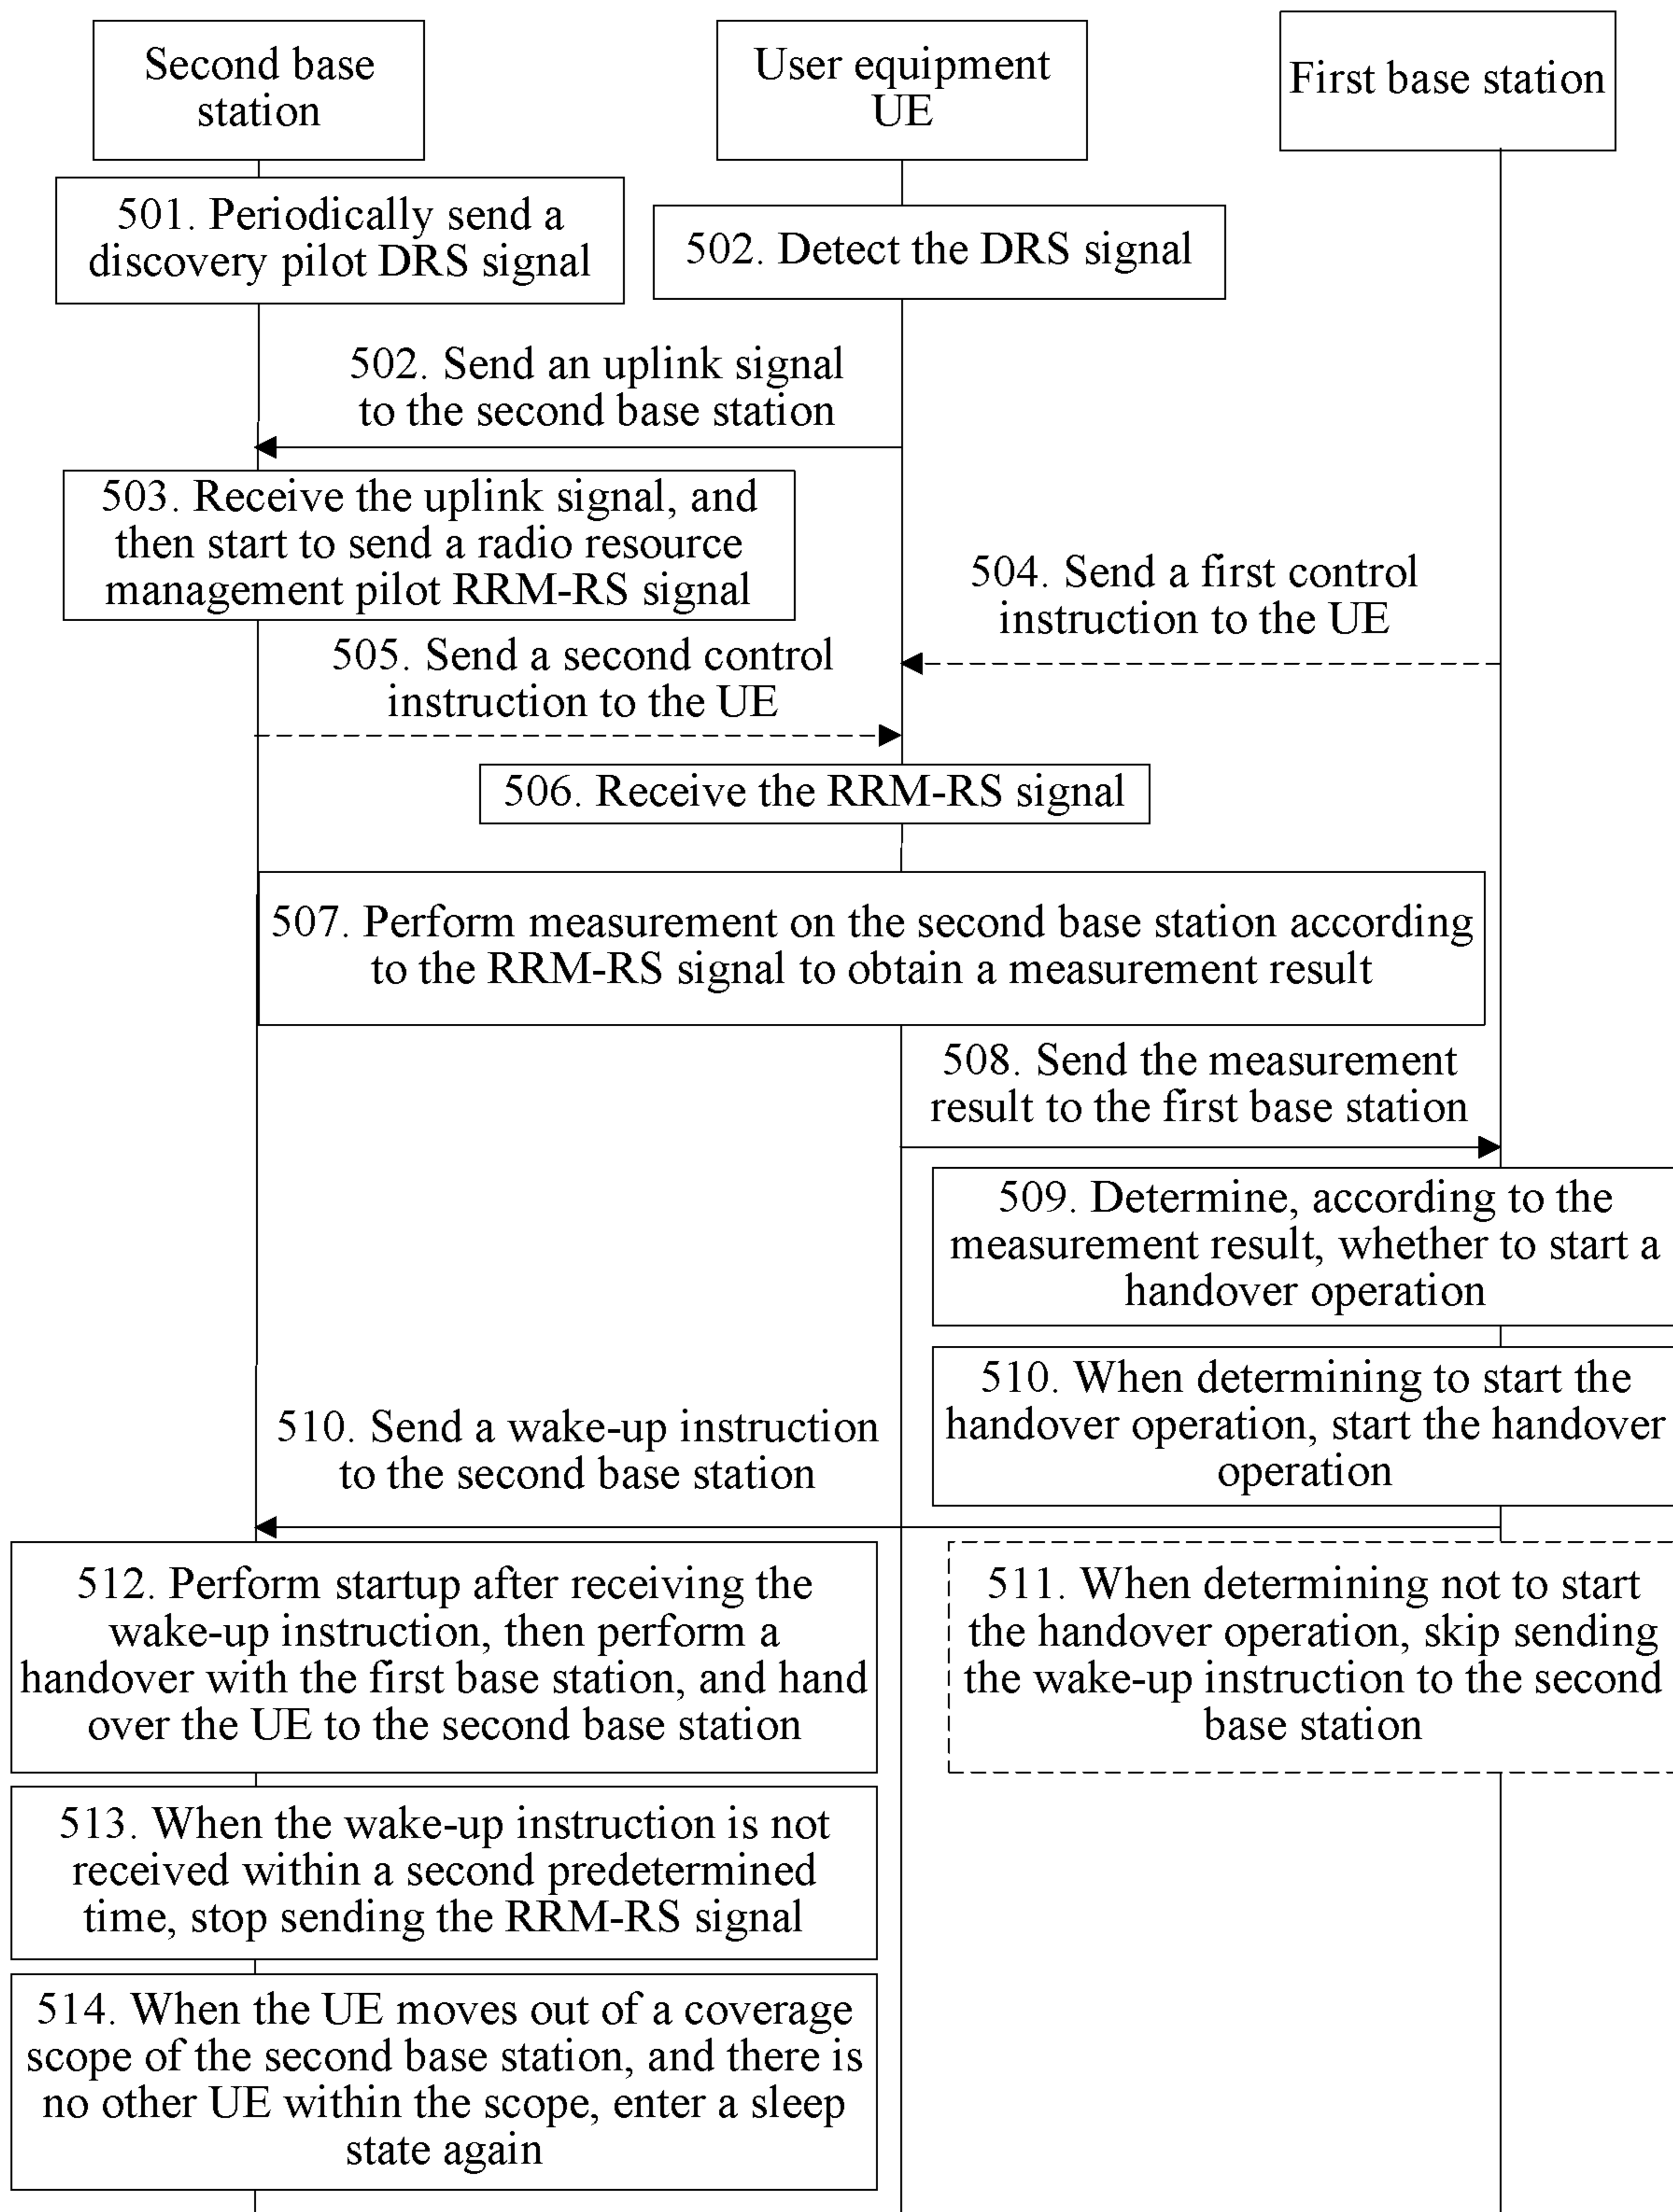 Second base
station
User equipment
UE
First base station
501. Periodically send a
discovery pilot DRS signal
502. Detect the DRS signal
502. Send an uplink signal
to the second base station
503. Receive the uplink signal, and
then start to send a radio resource
management pilot RRM-RS signal
504. Send a first control
instruction to the UE
505. Send a second control
instruction to the UE
506. Receive the RRM-RS signal
507. Perform measurement on the second base station according
to the RRM-RS signal to obtain a measurement result
508. Send the measurement
result to the first base station
509. Determine, according to the
measurement result, whether to start a
handover operation
510. When determining to start the
handover operation, start the handover
operation
510. Send a wake-up instruction
to the second base station
512. Perform startup after receiving the
wake-up instruction, then perform a
handover with the first base station, and hand
over the UE to the second base station
511. When determining not to start
the handover operation, skip sending
the wake-up instruction to the second
base station
513. When the wake-up instruction is not
received within a second predetermined
time, stop sending the RRM-RS signal
514. When the UE moves out of a coverage
scope of the second base station, and there is
no other UE within the scope, enter a sleep
state again